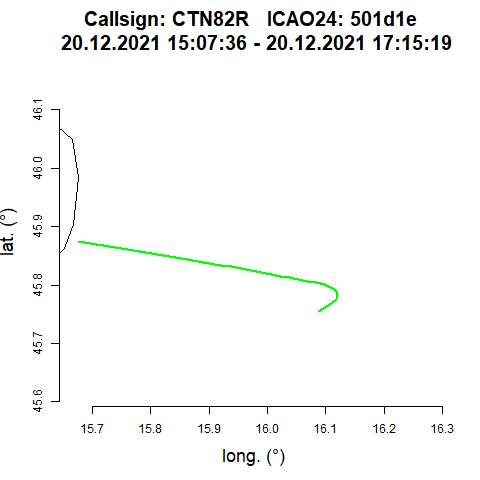 Callsign: CTN82R   ICAO24: 501d1e
20.12.2021 15:07:36 - 20.12.2021 17:15:19
46.1
46.0
45.9
45.8
45.7
45.6
lat. (°)
15.7 15.8 15.9 16.0 16.1 16.2 16.3
long. (°)